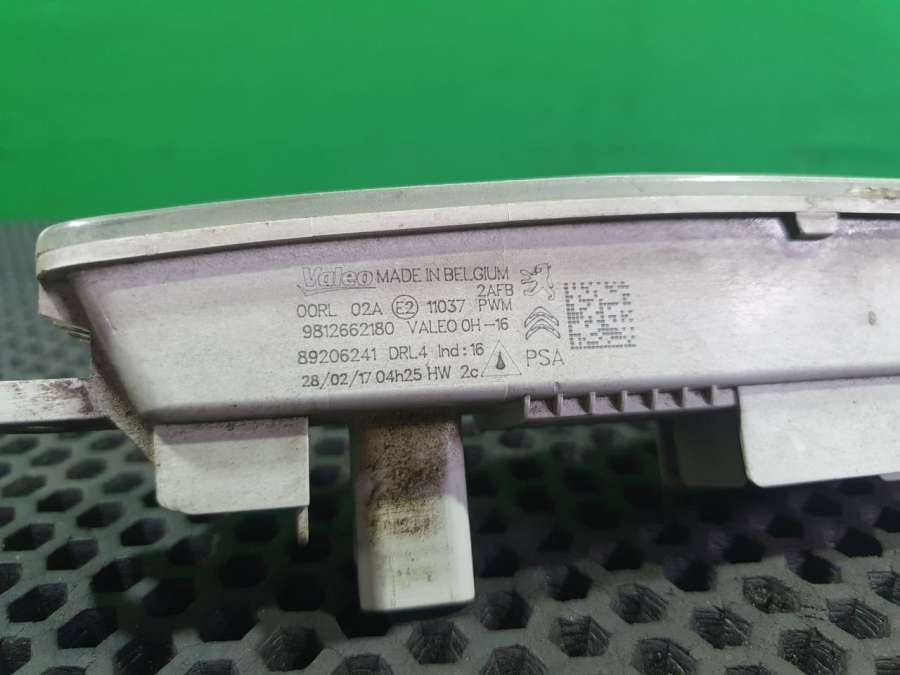 Valeo MADE IN BELGIUM
2AFB
00RL 02A E2 11037 PWM
9812662180 VALEO 0H-16
89206241 DRL4 Ind:16
28/02/17 04h25 HW 2c
PSA